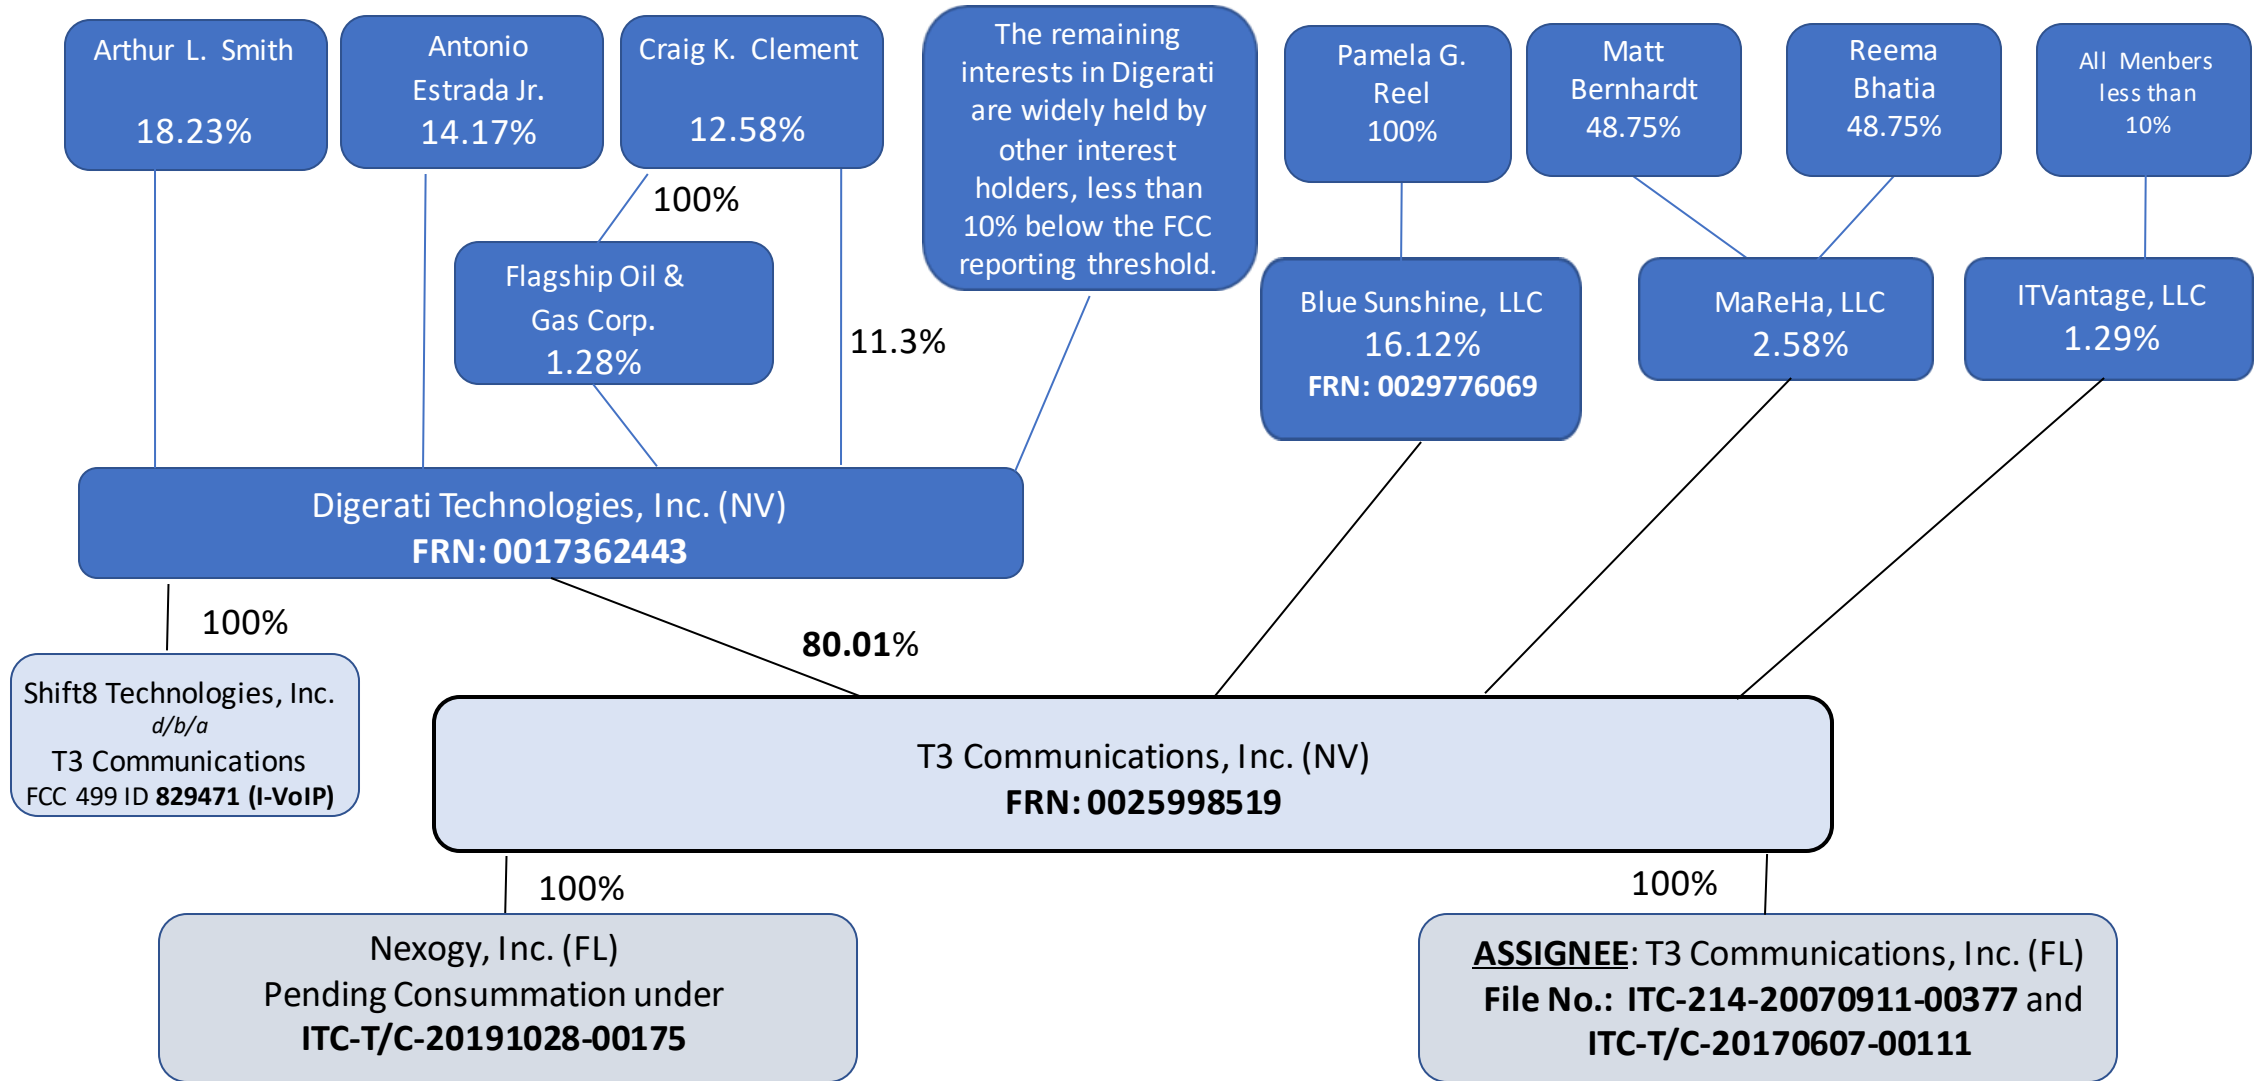 Arthur L. Smith
18.23%
Antonio
Estrada Jr.
14.17%
Craig K. Clement
12.58%
The remaining
interests in Digerati
are widely held by
other interest
holders, less than
10% below the FCC
reporting threshold.
Pamela G.
Reel
100%
Matt
Bernhardt
48.75%
Reema
Bhatia
48.75%
All Menbers
less than
10%
100%
Flagship Oil &
Gas Corp.
1.28%
11.3%
Blue Sunshine, LLC
16.12%
FRN: 0029776069
MaReHa, LLC
2.58%
ITVantage, LLC
1.29%
Digerati Technologies, Inc. (NV)
FRN: 0017362443
100%
80.01%
Shift8 Technologies, Inc.
d/b/a
T3 Communications
FCC 499 ID 829471 (I-VoIP)
T3 Communications, Inc. (NV)
FRN: 0025998519
100%
100%
Nexogy, Inc. (FL)
Pending Consummation under
ITC-T/C-20191028-00175
ASSIGNEE: T3 Communications, Inc. (FL)
File No.: ITC-214-20070911-00377 and
ITC-T/C-20170607-00111